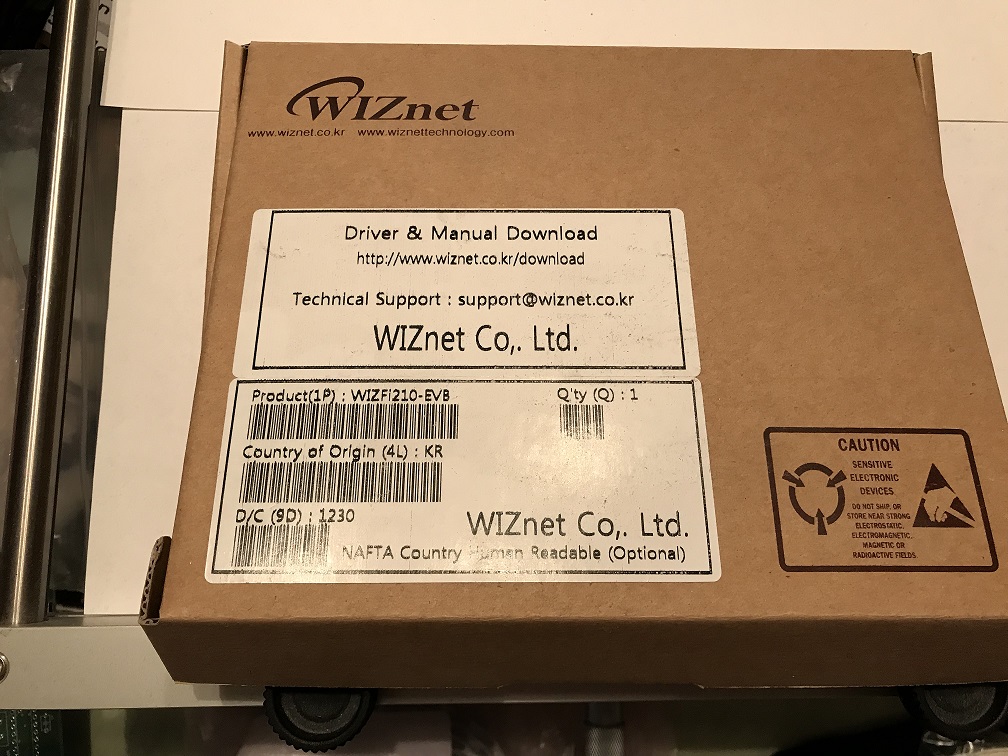 WIZnet
www.wiznet.co.kr www.wiznettechnology.com
Driver & Manual Download
http://www.wiznet.co.kr/download
Technical Support : support@wiznet.co.kr
WIZnet Co,. Ltd.
Product(1P) : WIZFi210-EVB
Q'ty (Q) : 1
Country of Origin (4L) : KR
D/C (9D) : 1230
WIZnet Co,. Ltd.
NAFTA Country Human Readable (Optional)
CAUTION
SENSITIVE
ELECTRONIC
DEVICES
DO NOT SHIP, OR
STORE NEAR STRONG
ELECTROSTATIC,
ELECTROMAGNETIC,
MAGNETIC OR
RADIOACTIVE FIELDS.